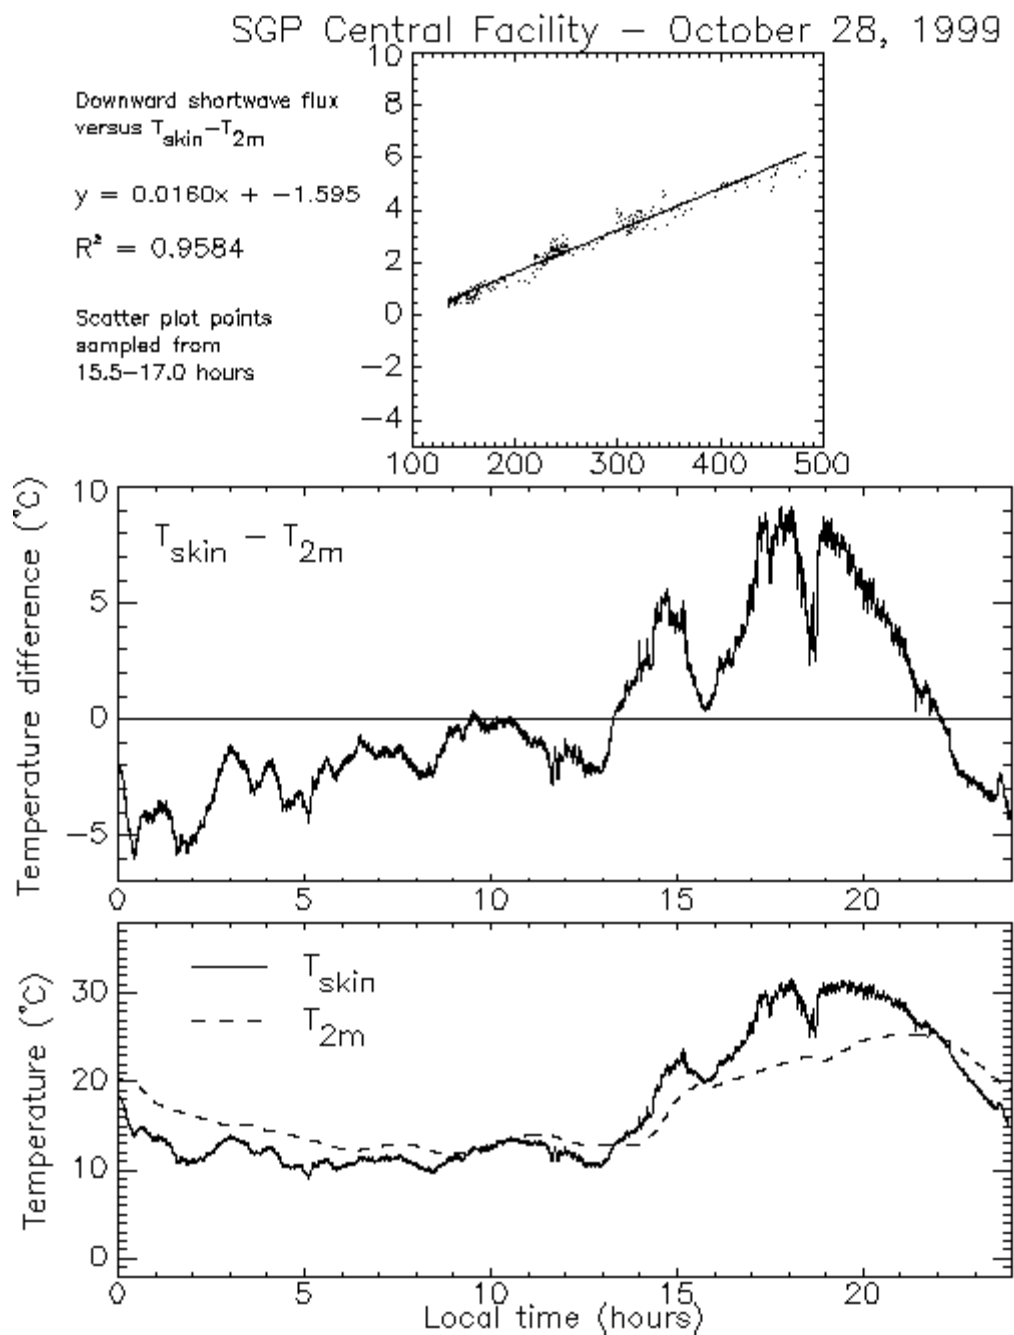 SGP Central Facility – October 28, 1999
Downward shortwave flux
versus T_skin–T_2m
y = 0.0160x + –1.595
R² = 0.9584
Scatter plot points
sampled from
15.5–17.0 hours
10
8
6
4
2
0
–2
–4
100 200 300 400 500
Temperature difference (°C)
T_skin – T_2m
10
5
0
–5
0 5 10 15 20
Temperature (°C)
T_skin
T_2m
30
20
10
0
0 5 10 15 20
Local time (hours)